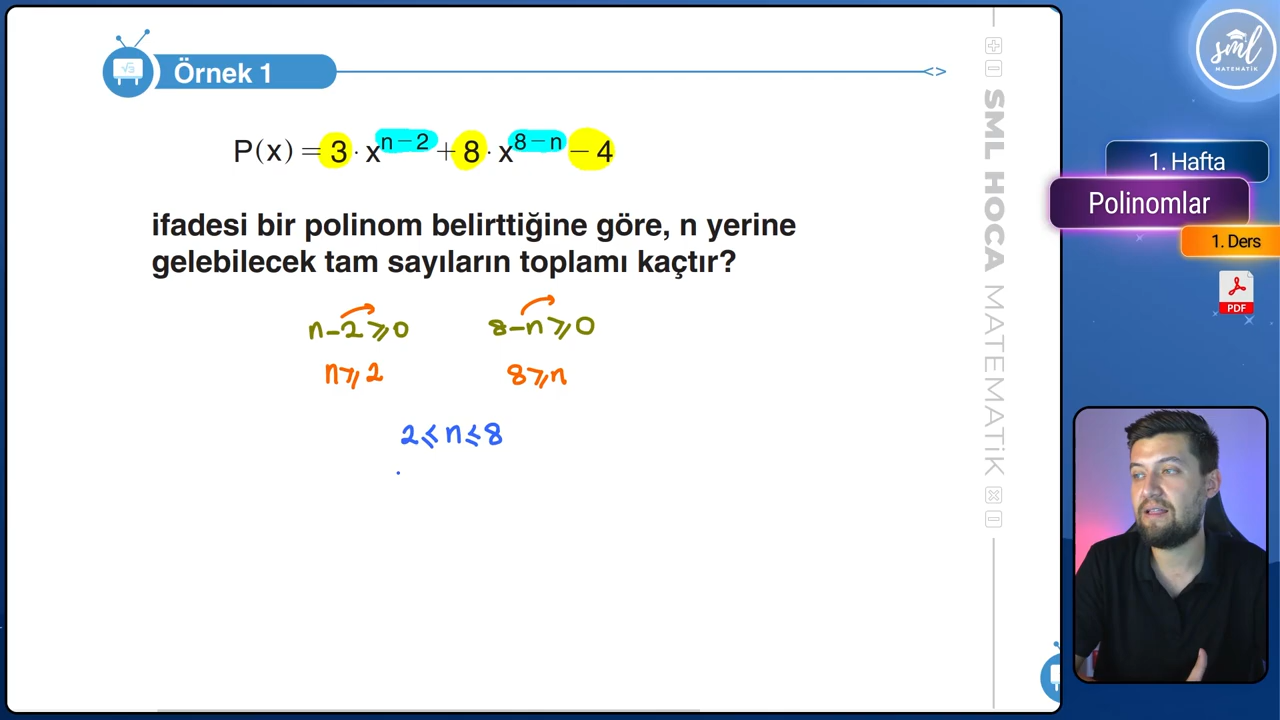 Örnek 1
P(x) = 3 · x^{n−2} + 8 · x^{8−n} − 4
ifadesi bir polinom belirttiğine göre, n yerine
gelebilecek tam sayıların toplamı kaçtır?
n-2⩾0 8-n⩾0
n⩾2 8⩾n
2⩽n⩽8
SML HOCA MATEMATİK
sml
MATEMATİK
1. Hafta
Polinomlar
1. Ders
PDF